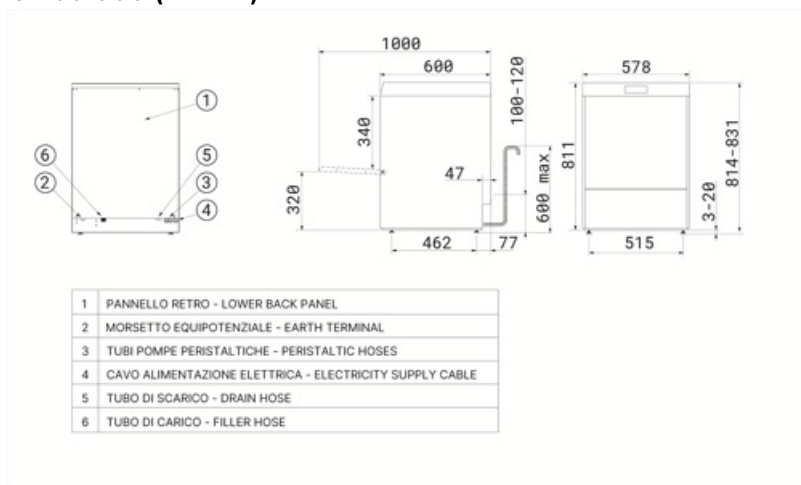 1000
600
578
100-120
1
340
811
814-831
6
5
47
2
3
600 max
4
320
3-20
462
77
515
1 PANNELLO RETRO - LOWER BACK PANEL
2 MORSETTO EQUIPOTENZIALE - EARTH TERMINAL
3 TUBI POMPE PERISTALTICHE - PERISTALTIC HOSES
4 CAVO ALIMENTAZIONE ELETTRICA - ELECTRICITY SUPPLY CABLE
5 TUBO DI SCARICO - DRAIN HOSE
6 TUBO DI CARICO - FILLER HOSE